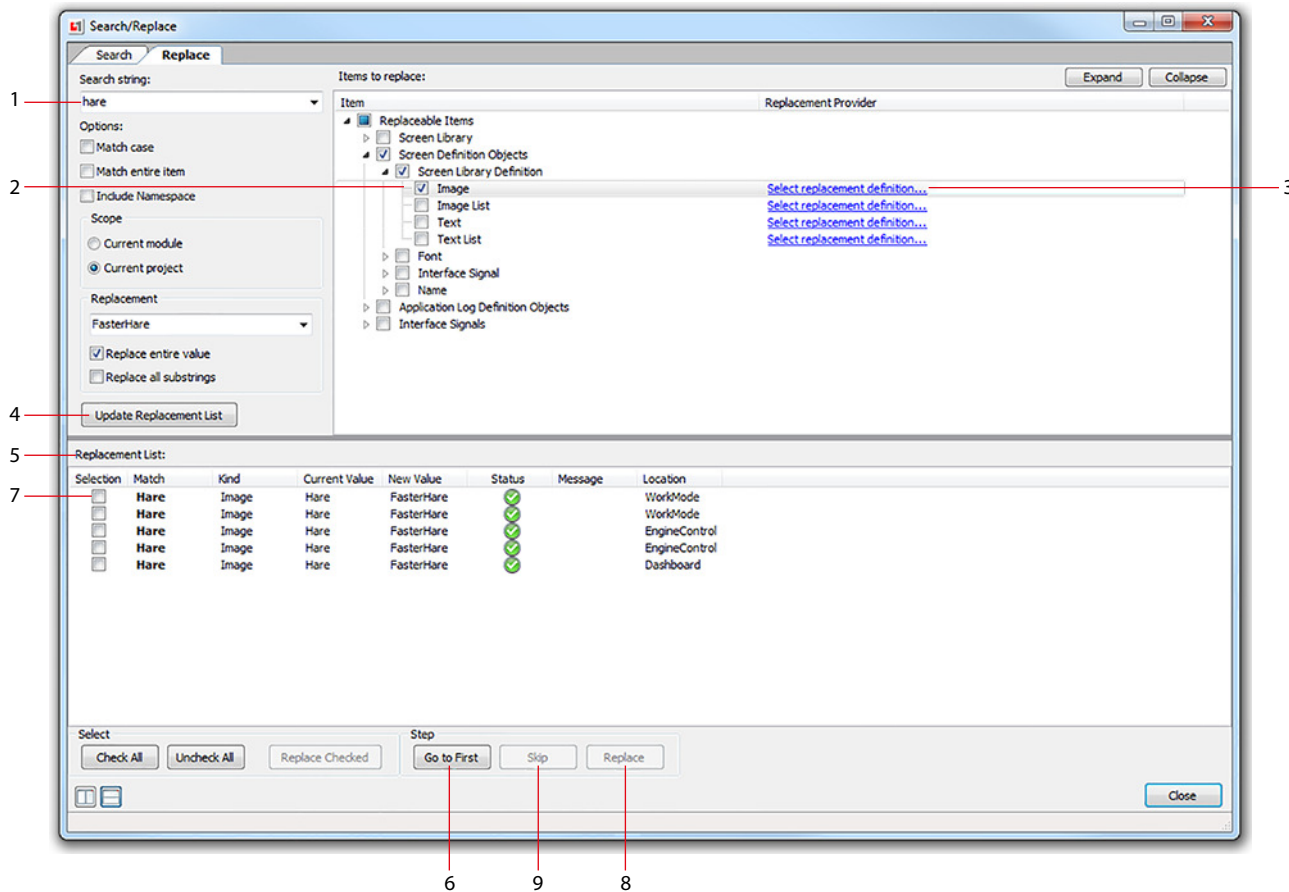 Search/Replace
Search Replace
Search string:
Items to replace:
Expand Collapse
1
hare
Item Replacement Provider
Options:
Replaceable Items
Match case
Screen Library
Screen Definition Objects
Match entire item
Screen Library Definition
2
Image Select replacement definition...
3
Include Namespace
Image List Select replacement definition...
Scope
Text Select replacement definition...
Current module
Text List Select replacement definition...
Font
Current project
Interface Signal
Name
Replacement
Application Log Definition Objects
FasterHare
Interface Signals
Replace entire value
Replace all substrings
4
Update Replacement List
5
Replacement List:
Selection Match Kind Current Value New Value Status Message Location
7
Hare Image Hare FasterHare WorkMode
Hare Image Hare FasterHare WorkMode
Hare Image Hare FasterHare EngineControl
Hare Image Hare FasterHare EngineControl
Hare Image Hare FasterHare Dashboard
Select Step
Check All Uncheck All Replace Checked Go to First Skip Replace
Close
6 9 8